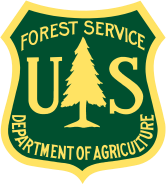 FOREST SERVICE
U S
DEPARTMENT OF AGRICULTURE